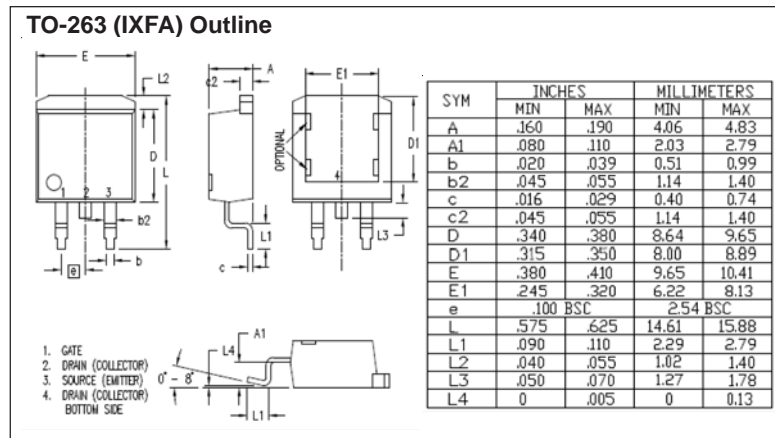 TO-263 (IXFA) Outline
E
L2
D
L
1 2 3
b2
e
b
A
c2
L1
c
E1
OPTIONAL
4
D1
L3
A1
L4
0° - 8°
L1
1. GATE
2. DRAIN (COLLECTOR)
3. SOURCE (EMITTER)
4. DRAIN (COLLECTOR)
BOTTOM SIDE
SYM INCHES MILLIMETERS
MIN MAX MIN MAX
A .160 .190 4.06 4.83
A1 .080 .110 2.03 2.79
b .020 .039 0.51 0.99
b2 .045 .055 1.14 1.40
c .016 .029 0.40 0.74
c2 .045 .055 1.14 1.40
D .340 .380 8.64 9.65
D1 .315 .350 8.00 8.89
E .380 .410 9.65 10.41
E1 .245 .320 6.22 8.13
e .100 BSC 2.54 BSC
L .575 .625 14.61 15.88
L1 .090 .110 2.29 2.79
L2 .040 .055 1.02 1.40
L3 .050 .070 1.27 1.78
L4 0 .005 0 0.13